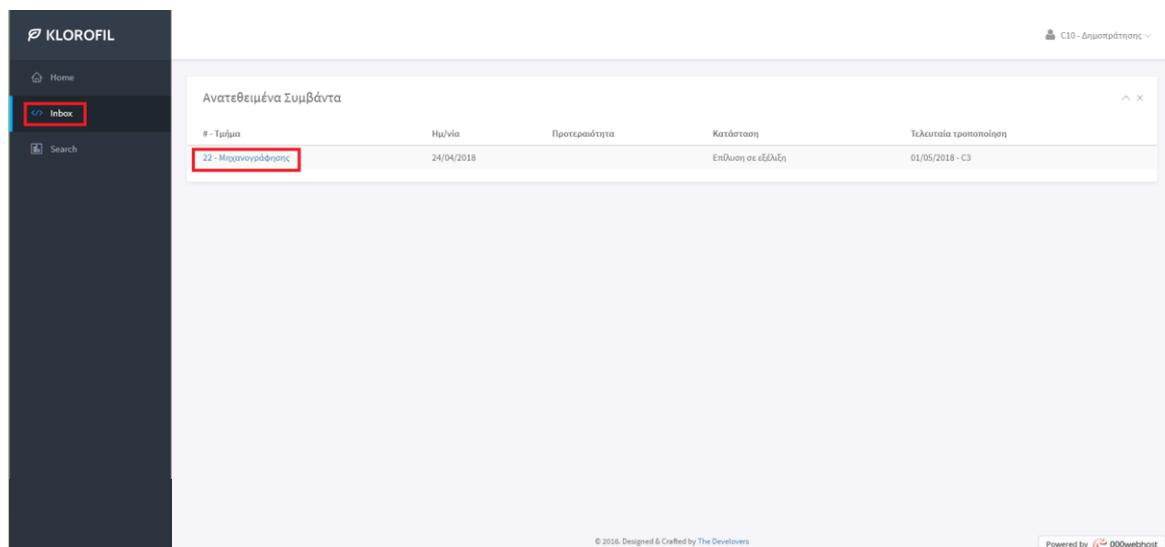 KLOROFIL
C10 - Δημοπράτησης
Home
Inbox
Search
Ανατεθειμένα Συμβάντα
# - Τμήμα Ημ/νία Προτεραιότητα Κατάσταση Τελευταία τροποποίηση
22 - Μηχανογράφησης 24/04/2018 Επίλυση σε εξέλιξη 01/05/2018 - C3
© 2016. Designed & Crafted by The Develovers
Powered by 000webhost